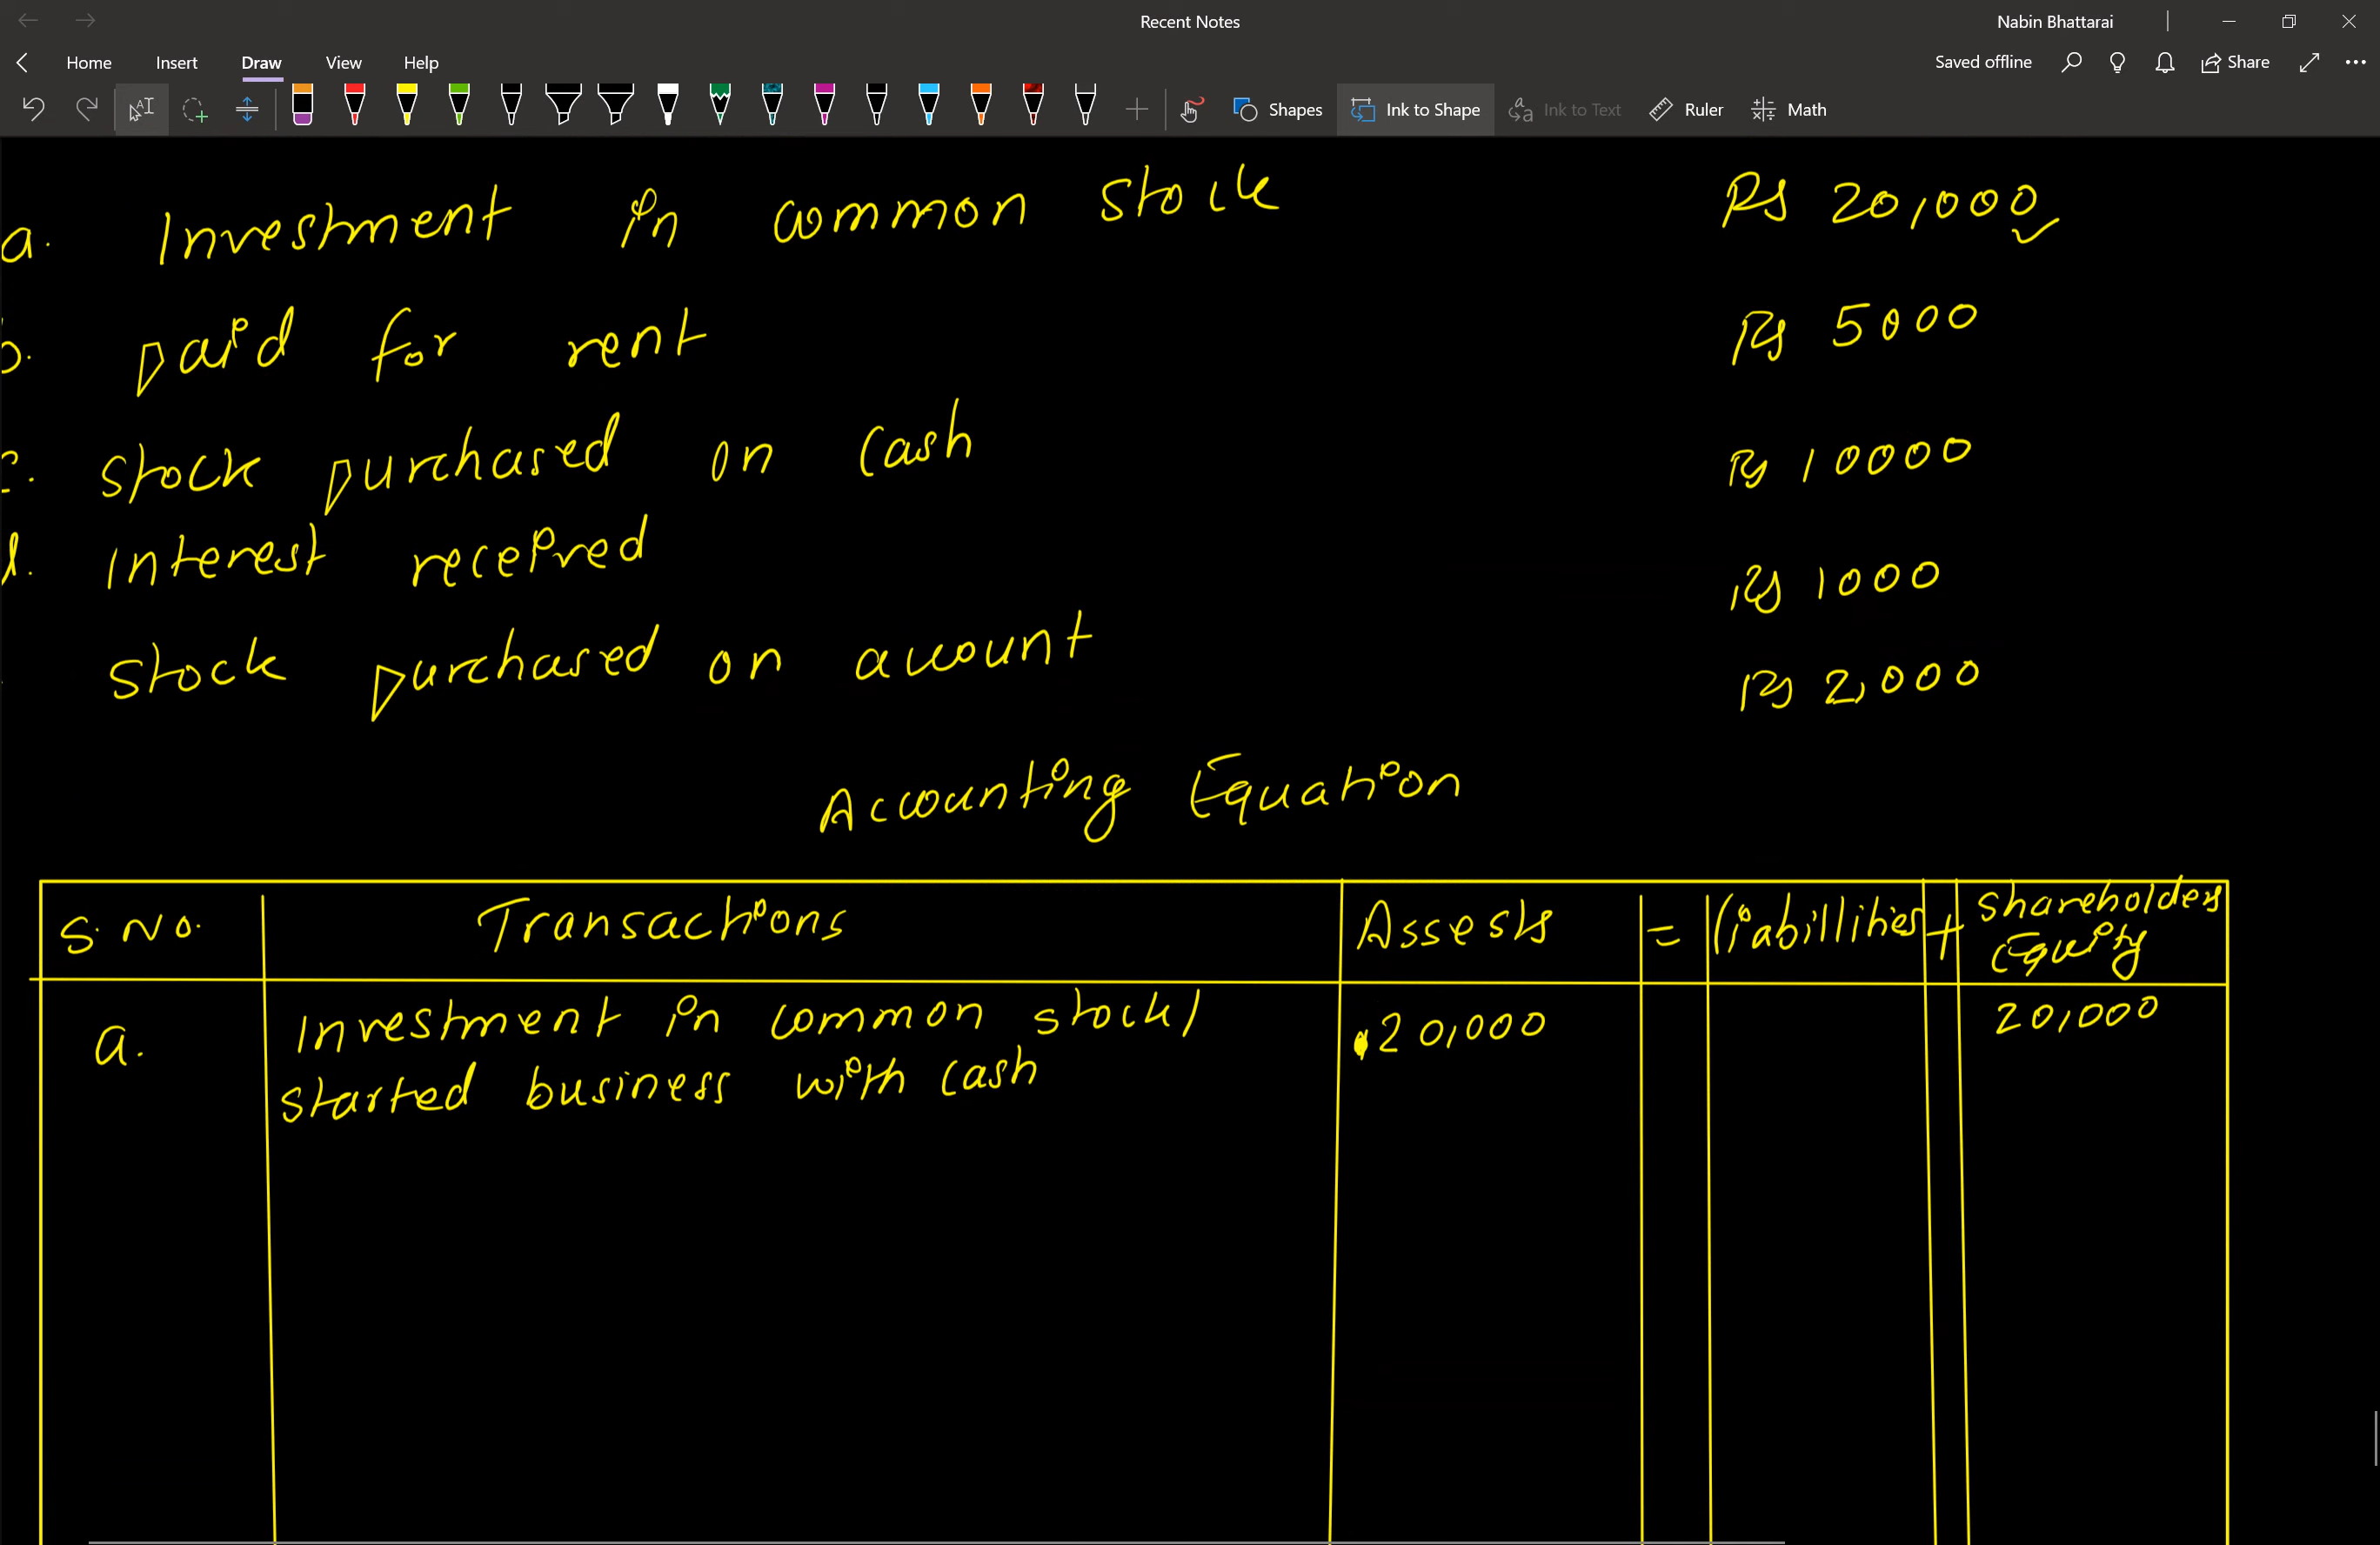 Recent Notes Nabin Bhattarai
Home Insert Draw View Help Saved offline Share
Shapes Ink to Shape Ink to Text Ruler Math
a. Investment in common stock Rs 20,000
b. paid for rent Rs 5000
c. stock purchased on cash Rs 10000
d. interest received Rs 1000
stock purchased on account Rs 2,000
Accounting Equation
S. No. Transactions Assests = liabillities + shareholders
Equity
a. Investment in common stock/ 20,000 20,000
started business with cash